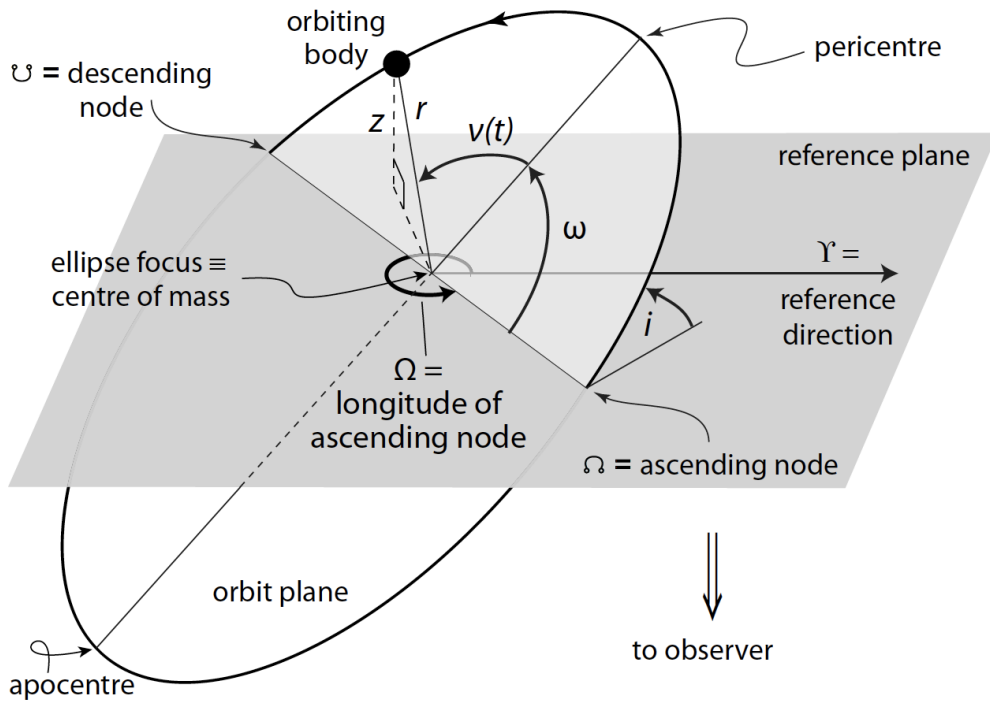 orbiting
body
pericentre
☋ = descending
node
z
r
ν(t)
reference plane
ω
ϒ =
ellipse focus ≡
centre of mass
reference
direction
i
Ω =
longitude of
ascending node
☊ = ascending node
orbit plane
to observer
apocentre